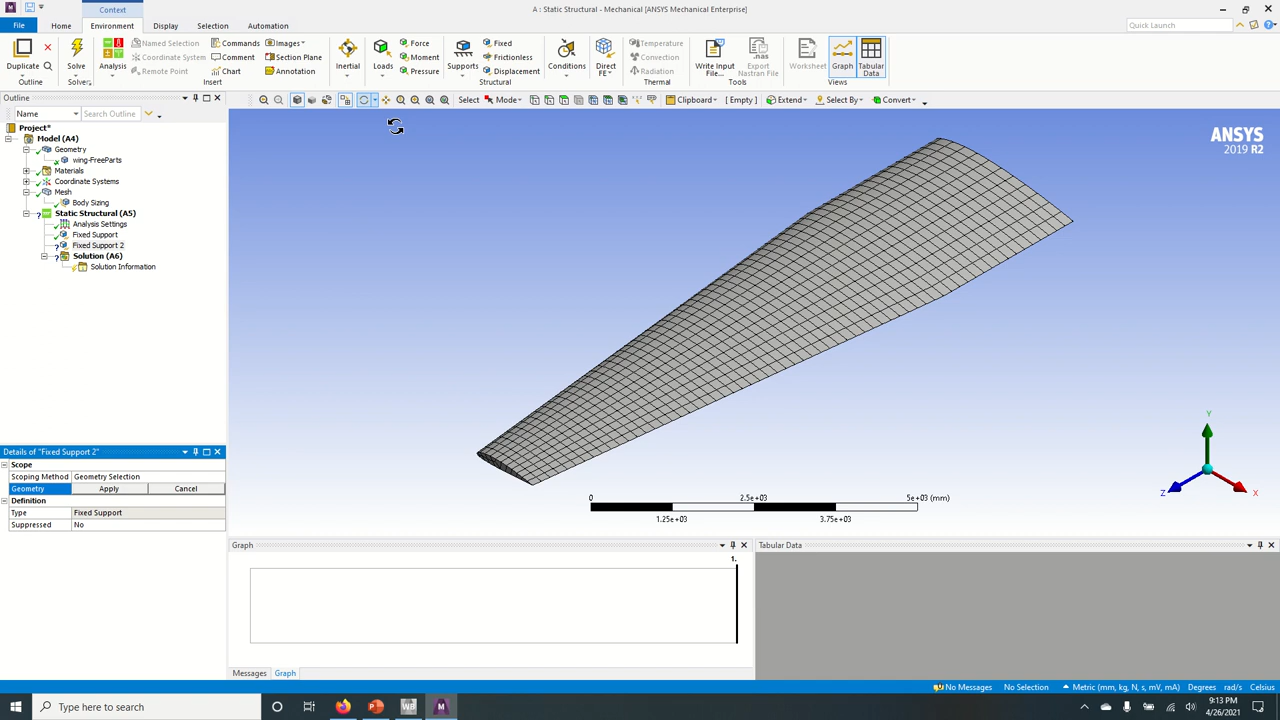 Context
A : Static Structural - Mechanical [ANSYS Mechanical Enterprise]
File Home Environment Display Selection Automation
Quick Launch
Duplicate
Outline
Solve
Solver
Analysis
Named Selection
Coordinate System
Remote Point
Commands
Comment
Chart
Images
Section Plane
Annotation
Insert
Inertial
Loads
Force
Moment
Pressure
Supports
Fixed
Frictionless
Displacement
Structural
Conditions
Direct
FE
Temperature
Convection
Radiation
Thermal
Write Input
File...
Export
Nastran File
Tools
Worksheet
Graph
Tabular
Data
Views
Outline
Name
Search Outline
Select Mode Clipboard [ Empty ] Extend Select By Convert
Project*
Model (A4)
Geometry
wing-FreeParts
Materials
Coordinate Systems
Mesh
Body Sizing
Static Structural (A5)
Analysis Settings
Fixed Support
Fixed Support 2
Solution (A6)
Solution Information
ANSYS
2019 R2
Details of "Fixed Support 2"
Scope
Scoping Method Geometry Selection
Geometry Apply Cancel
Definition
Type Fixed Support
Suppressed No
0 2.5e+03 5e+03 (mm)
1.25e+03 3.75e+03
Y
Z
X
Graph
1.
Messages Graph
Tabular Data
No Messages No Selection Metric (mm, kg, N, s, mV, mA) Degrees rad/s Celsius
Type here to search
9:13 PM
4/26/2021